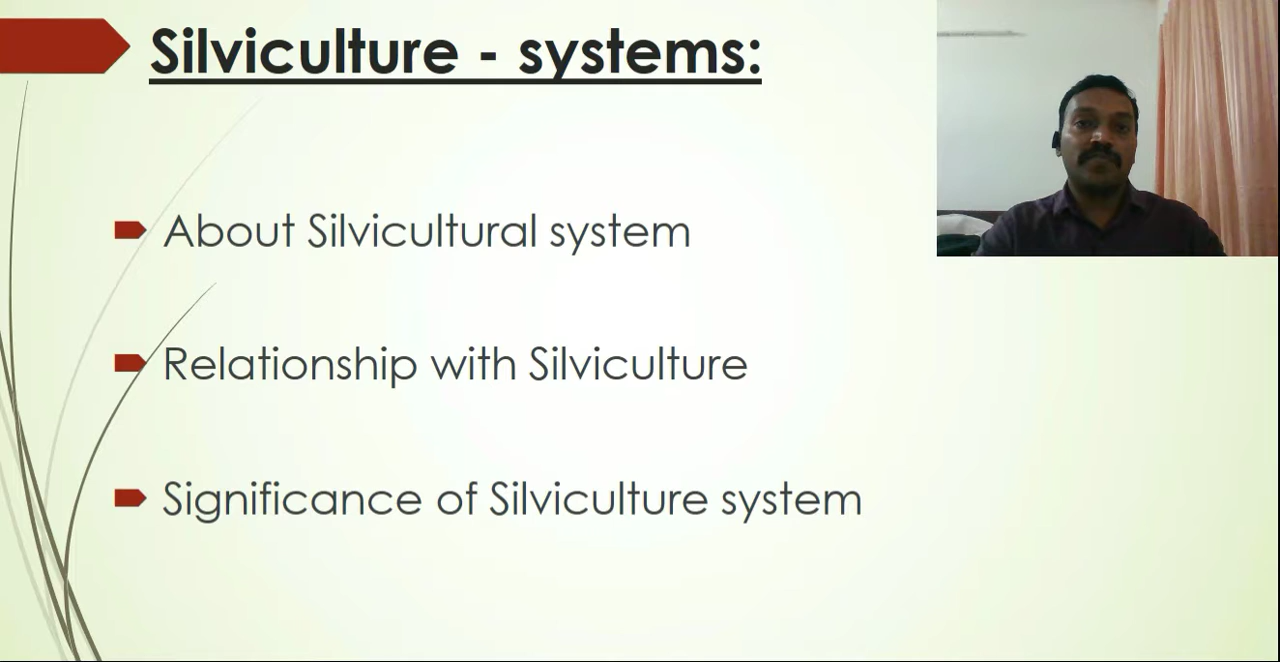 Silviculture - systems:
About Silvicultural system
Relationship with Silviculture
Significance of Silviculture system